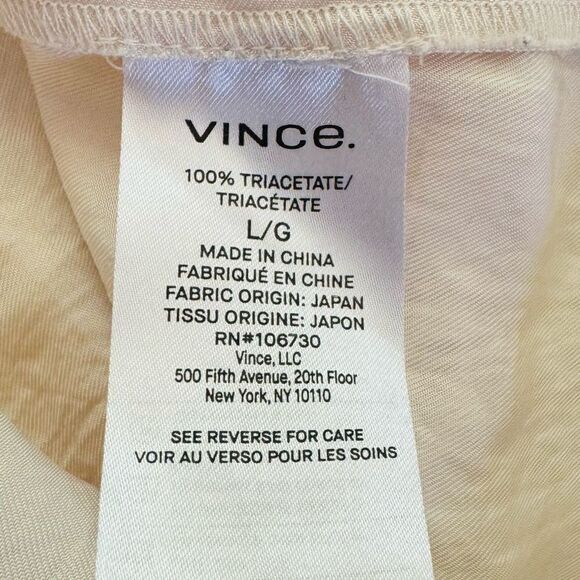 VINCe.
100% TRIACETATE/
TRIACÉTATE
L/G
MADE IN CHINA
FABRIQUÉ EN CHINE
FABRIC ORIGIN: JAPAN
TISSU ORIGINE: JAPON
RN#106730
Vince, LLC
500 Fifth Avenue, 20th Floor
New York, NY 10110
SEE REVERSE FOR CARE
VOIR AU VERSO POUR LES SOINS